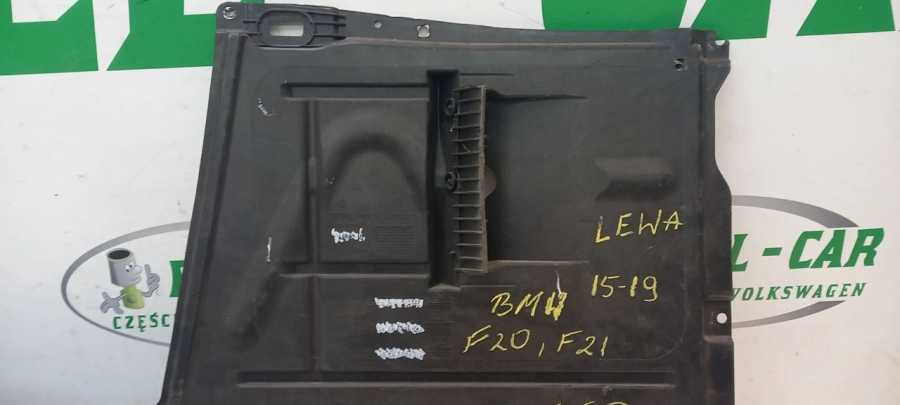 LEWA
L-CAR
15-19
BMW
VOLKSWAGEN
CZĘŚC
F20, F21